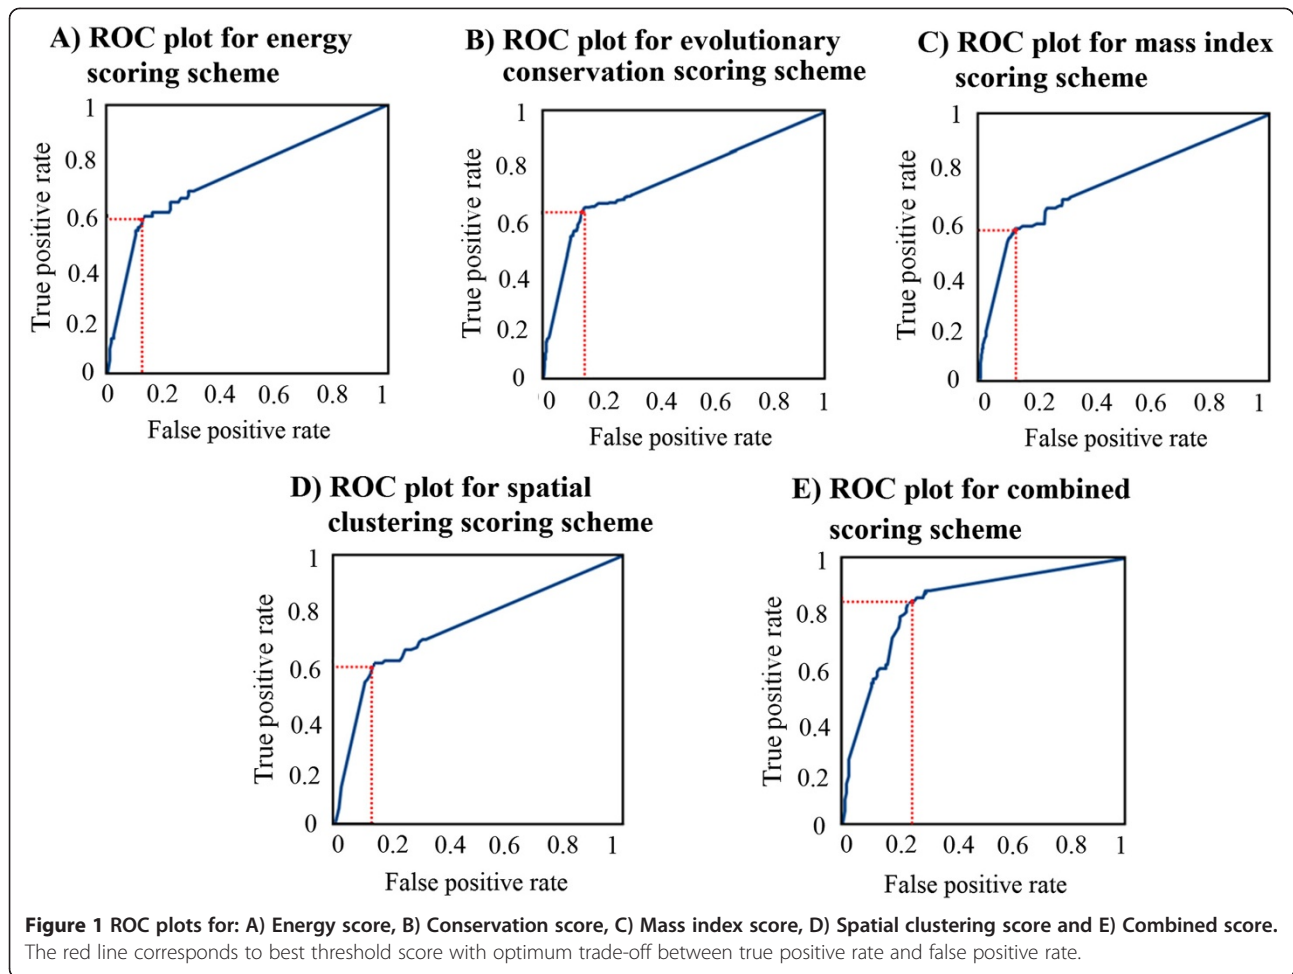 A) ROC plot for energy
scoring scheme
1
0.8
0.6
0.4
0.2
0
True positive rate
0 0.2 0.4 0.6 0.8 1
False positive rate
B) ROC plot for evolutionary
conservation scoring scheme
1
0.8
0.6
0.4
0.2
0
True positive rate
0 0.2 0.4 0.6 0.8 1
False positive rate
C) ROC plot for mass index
scoring scheme
1
0.8
0.6
0.4
0.2
0
True positive rate
0 0.2 0.4 0.6 0.8 1
False positive rate
D) ROC plot for spatial
clustering scoring scheme
1
0.8
0.6
0.4
0.2
0
True positive rate
0 0.2 0.4 0.6 0.8 1
False positive rate
E) ROC plot for combined
scoring scheme
1
0.8
0.6
0.4
0.2
0
True positive rate
0 0.2 0.4 0.6 0.8 1
False positive rate
Figure 1 ROC plots for: A) Energy score, B) Conservation score, C) Mass index score, D) Spatial clustering score and E) Combined score.
The red line corresponds to best threshold score with optimum trade-off between true positive rate and false positive rate.